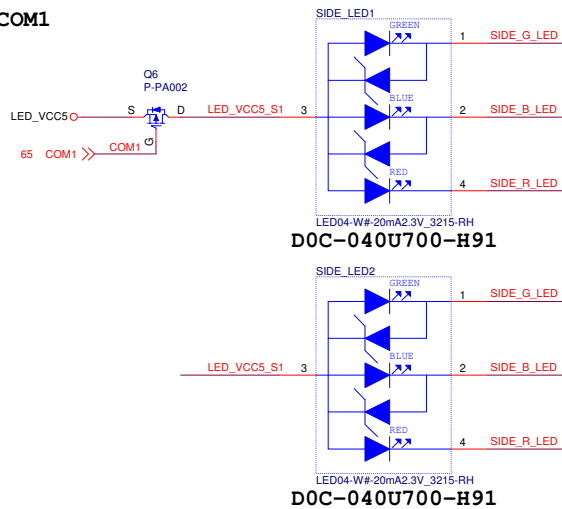 COM1
SIDE_LED1
GREEN
1 SIDE_G_LED
Q6
P-PA002
LED_VCC5 S D LED_VCC5_S1 3 BLUE 2 SIDE_B_LED
G
65 COM1 COM1
RED
4 SIDE_R_LED
LED04-W#-20mA2.3V_3215-RH
D0C-040U700-H91
SIDE_LED2
GREEN
1 SIDE_G_LED
BLUE
LED_VCC5_S1 3 2 SIDE_B_LED
RED
4 SIDE_R_LED
LED04-W#-20mA2.3V_3215-RH
D0C-040U700-H91